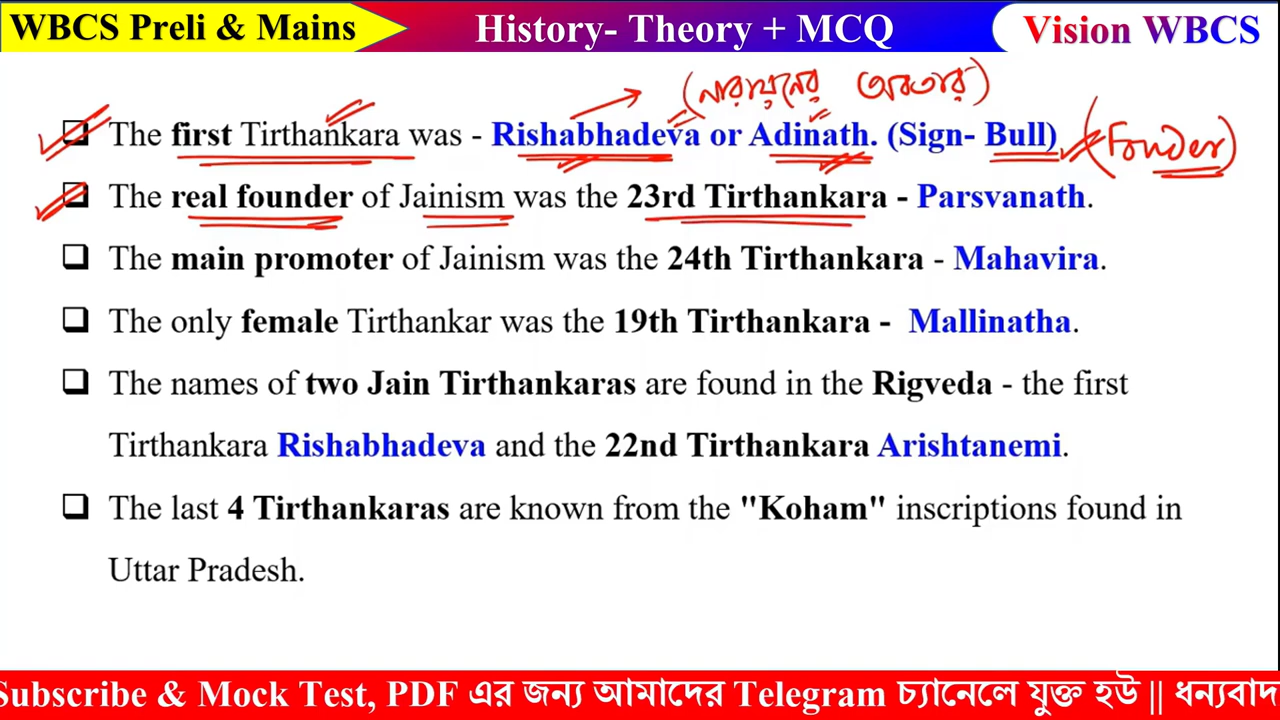 WBCS Preli & Mains
History- Theory + MCQ
Vision WBCS
(নারায়নের অবতার)
The first Tirthankara was - Rishabhadeva or Adinath. (Sign- Bull) (Fonder)
The real founder of Jainism was the 23rd Tirthankara - Parsvanath.
The main promoter of Jainism was the 24th Tirthankara - Mahavira.
The only female Tirthankar was the 19th Tirthankara - Mallinatha.
The names of two Jain Tirthankaras are found in the Rigveda - the first
Tirthankara Rishabhadeva and the 22nd Tirthankara Arishtanemi.
The last 4 Tirthankaras are known from the "Koham" inscriptions found in
Uttar Pradesh.
Subscribe & Mock Test, PDF এর জন্য আমাদের Telegram চ্যানেলে যুক্ত হউ || ধন্যবাদ